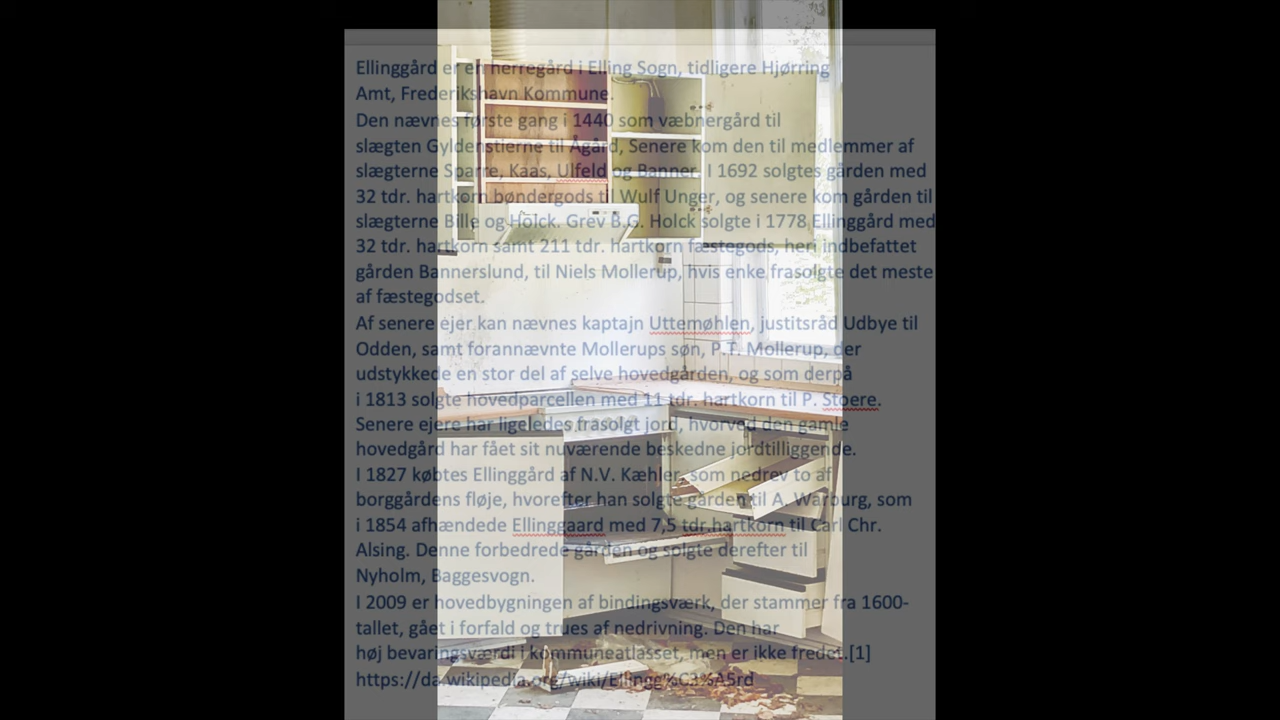 Ellinggård er en herregård i Elling Sogn, tidligere Hjørring
Amt, Frederikshavn Kommune.
Den nævnes første gang i 1440 som væbnergård til
slægten Gyldenstierne til Ågård, Senere kom den til medlemmer af
slægterne Sparre, Kaas, Ulfeld og Banner. I 1692 solgtes gården med
32 tdr. hartkorn bøndergods til Wulf Unger, og senere kom gården til
slægterne Bille og Holck. Grev B.G. Holck solgte i 1778 Ellinggård med
32 tdr. hartkorn samt 211 tdr. hartkorn fæstegods, heri indbefattet
gården Bannerslund, til Niels Mollerup, hvis enke frasolgte det meste
af fæstegodset.
Af senere ejer kan nævnes kaptajn Uttemøhlen, justitsråd Udbye til
Odden, samt forannævnte Mollerups søn, P.T. Mollerup, der
udstykkede en stor del af selve hovedgården, og som derpå
i 1813 solgte hovedparcellen med 11 tdr. hartkorn til P. Stoere.
Senere ejere har ligeledes frasolgt jord, hvorved den gamle
hovedgård har fået sit nuværende beskedne jordtilliggende.
I 1827 købtes Ellinggård af N.V. Kæhler, som nedrev to af
borggårdens fløje, hvorefter han solgte gården til A. Warburg, som
i 1854 afhændede Ellinggaard med 7,5 tdr.hartkorn til Carl Chr.
Alsing. Denne forbedrede gården og solgte derefter til
Nyholm, Baggesvogn.
I 2009 er hovedbygningen af bindingsværk, der stammer fra 1600-
tallet, gået i forfald og trues af nedrivning. Den har
høj bevaringsværdi i kommuneatlasset, men er ikke fredet.[1]
https://da.wikipedia.org/wiki/Ellingg%C3%A5rd